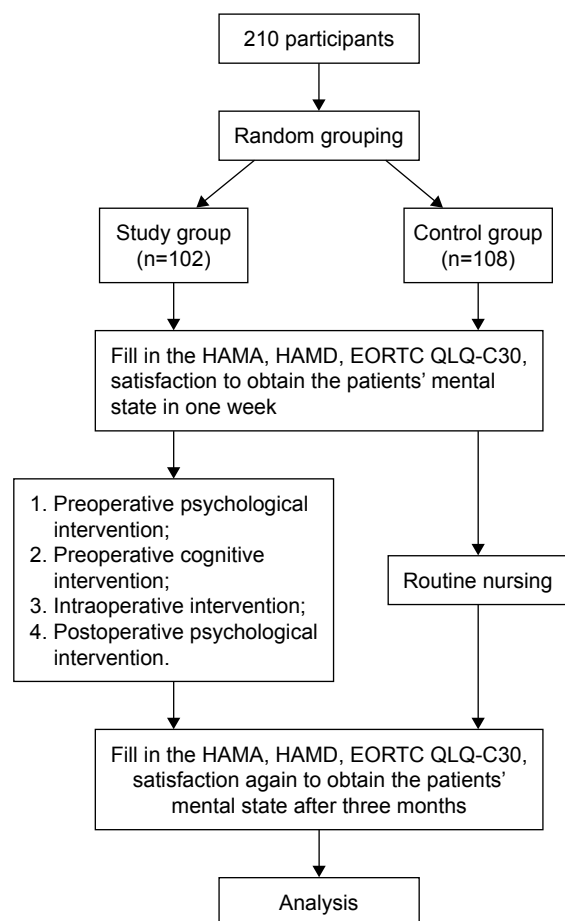 210 participants
Random grouping
Study group
(n=102)
Control group
(n=108)
Fill in the HAMA, HAMD, EORTC QLQ-C30,
satisfaction to obtain the patients’ mental
state in one week
1. Preoperative psychological
intervention;
2. Preoperative cognitive
intervention;
3. Intraoperative intervention;
4. Postoperative psychological
intervention.
Routine nursing
Fill in the HAMA, HAMD, EORTC QLQ-C30,
satisfaction again to obtain the patients’
mental state after three months
Analysis